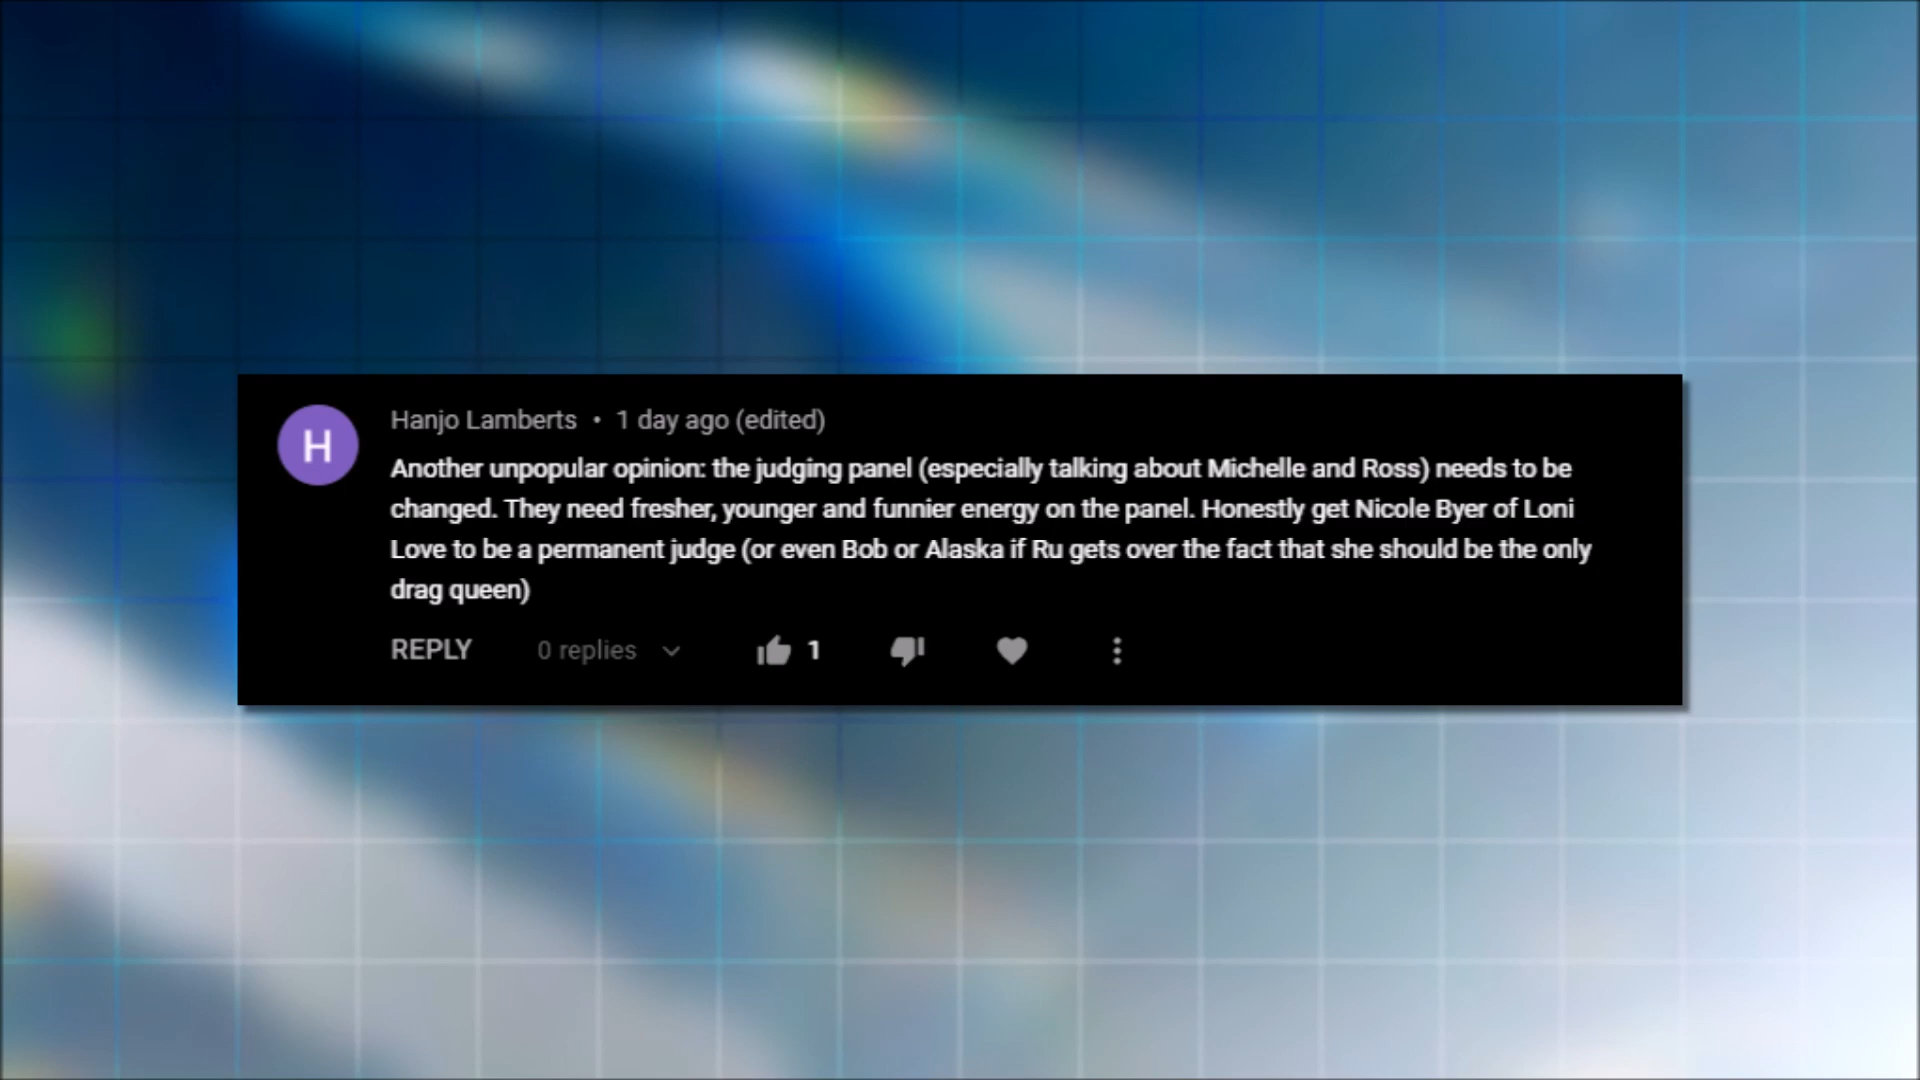 H
Hanjo Lamberts • 1 day ago (edited)
Another unpopular opinion: the judging panel (especially talking about Michelle and Ross) needs to be
changed. They need fresher, younger and funnier energy on the panel. Honestly get Nicole Byer of Loni
Love to be a permanent judge (or even Bob or Alaska if Ru gets over the fact that she should be the only
drag queen)
REPLY 0 replies 1